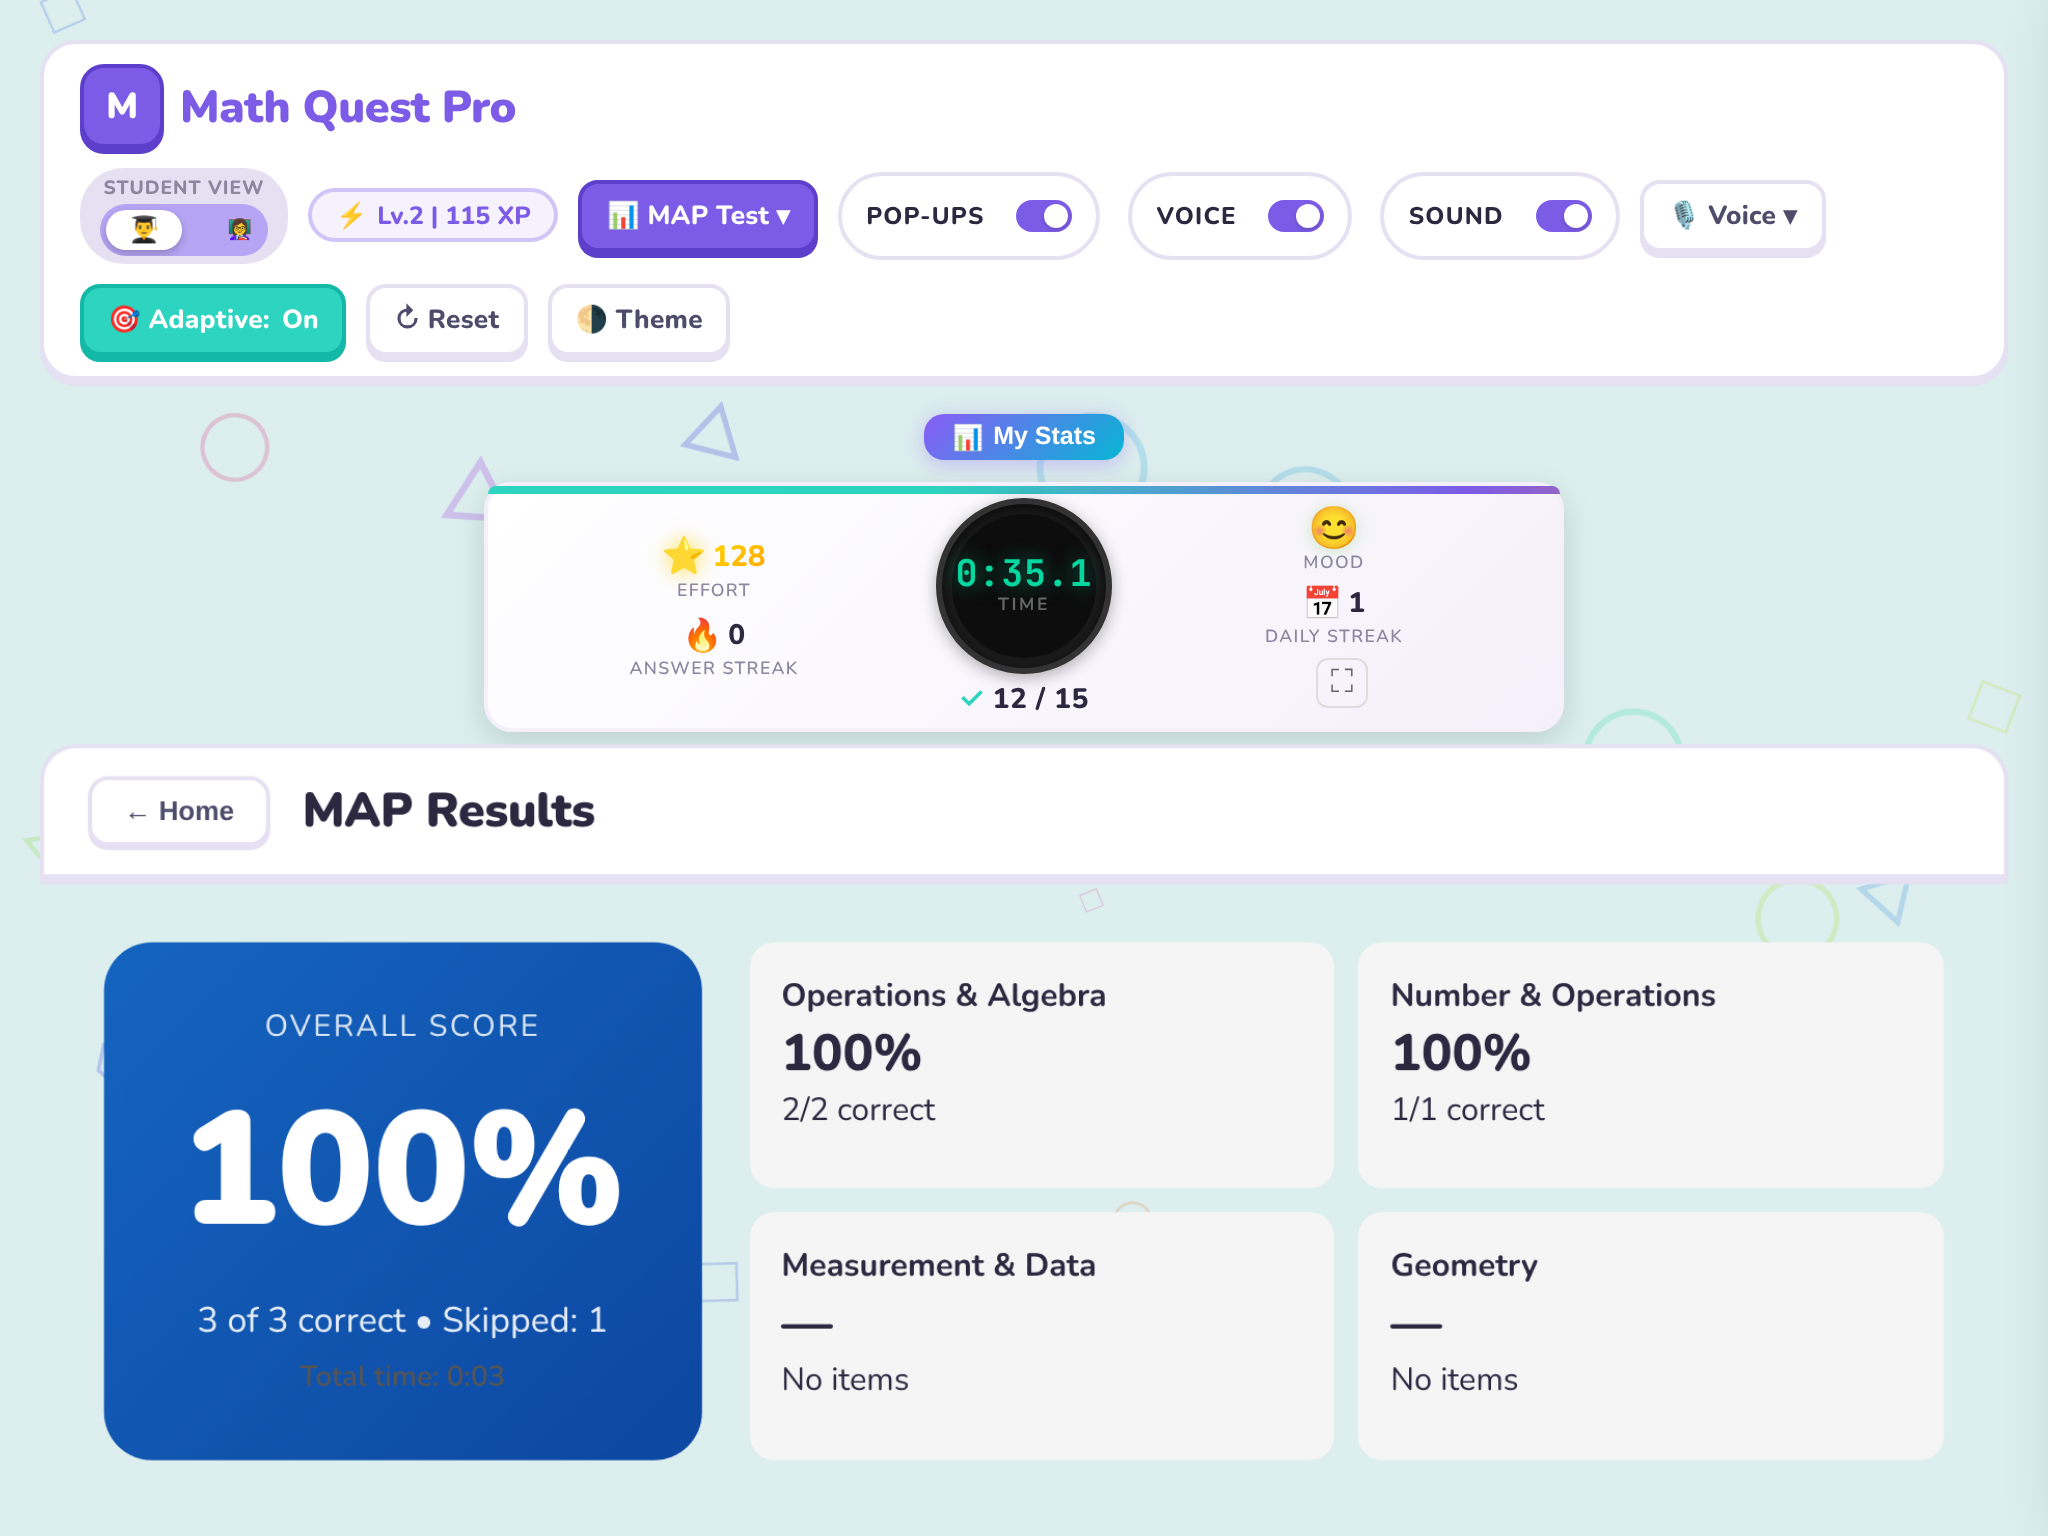 M Math Quest Pro
STUDENT VIEW
⚡ Lv.2 | 115 XP
📊 MAP Test ▾
POP-UPS
VOICE
SOUND
🎙️ Voice ▾
🎯 Adaptive: On
↻ Reset
🌗 Theme
📊 My Stats
⭐ 128
EFFORT
🔥 0
ANSWER STREAK
0:35.1
TIME
✓ 12 / 15
😊
MOOD
📅 1
DAILY STREAK
← Home
MAP Results
OVERALL SCORE
100%
3 of 3 correct • Skipped: 1
Total time: 0:03
Operations & Algebra
100%
2/2 correct
Number & Operations
100%
1/1 correct
Measurement & Data
—
No items
Geometry
—
No items